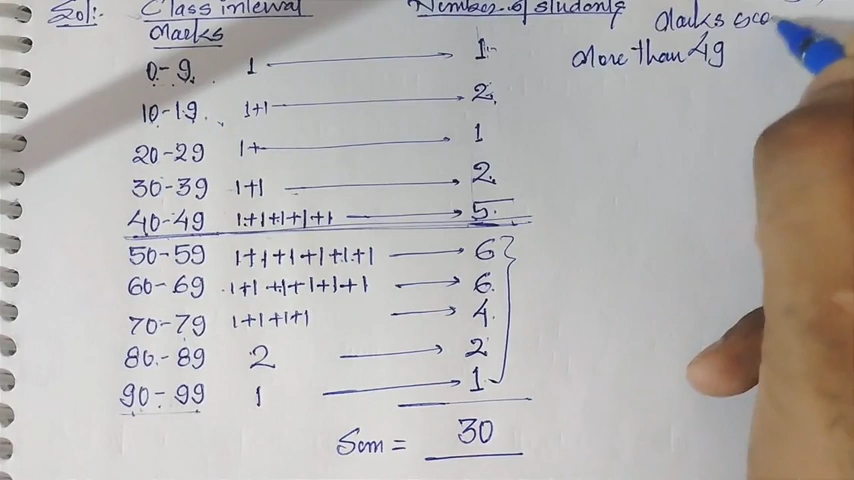 Sol:- Class interval Number of students
Marks
0-9 1 1
10-19 1+1 2
20-29 1+ 1
30-39 1+1 2
40-49 1+1+1+1+1 5
50-59 1+1+1+1+1+1 6
60-69 1+1+1+1+1+1 6
70-79 1+1+1+1 4
80-89 2 2
90-99 1 1
Sum = 30
Marks sco
More than 49